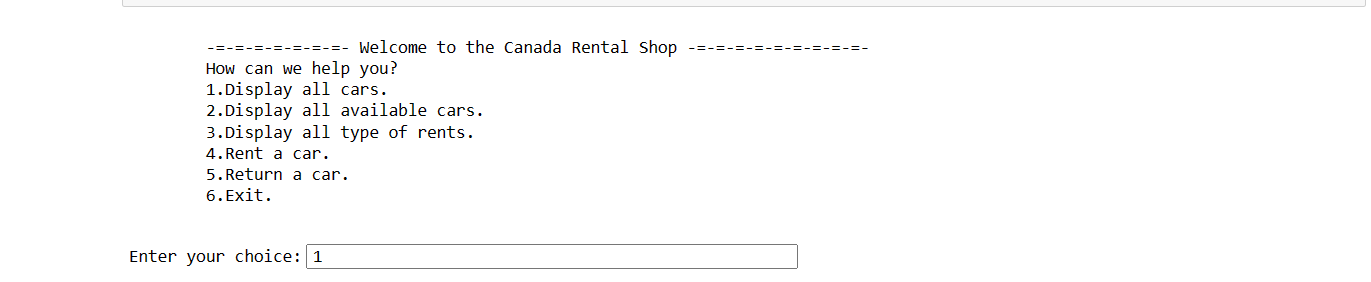 -=-=-=-=-=-=-=- Welcome to the Canada Rental Shop -=-=-=-=-=-=-=-=-=-
How can we help you?
1.Display all cars.
2.Display all available cars.
3.Display all type of rents.
4.Rent a car.
5.Return a car.
6.Exit.
Enter your choice: 1